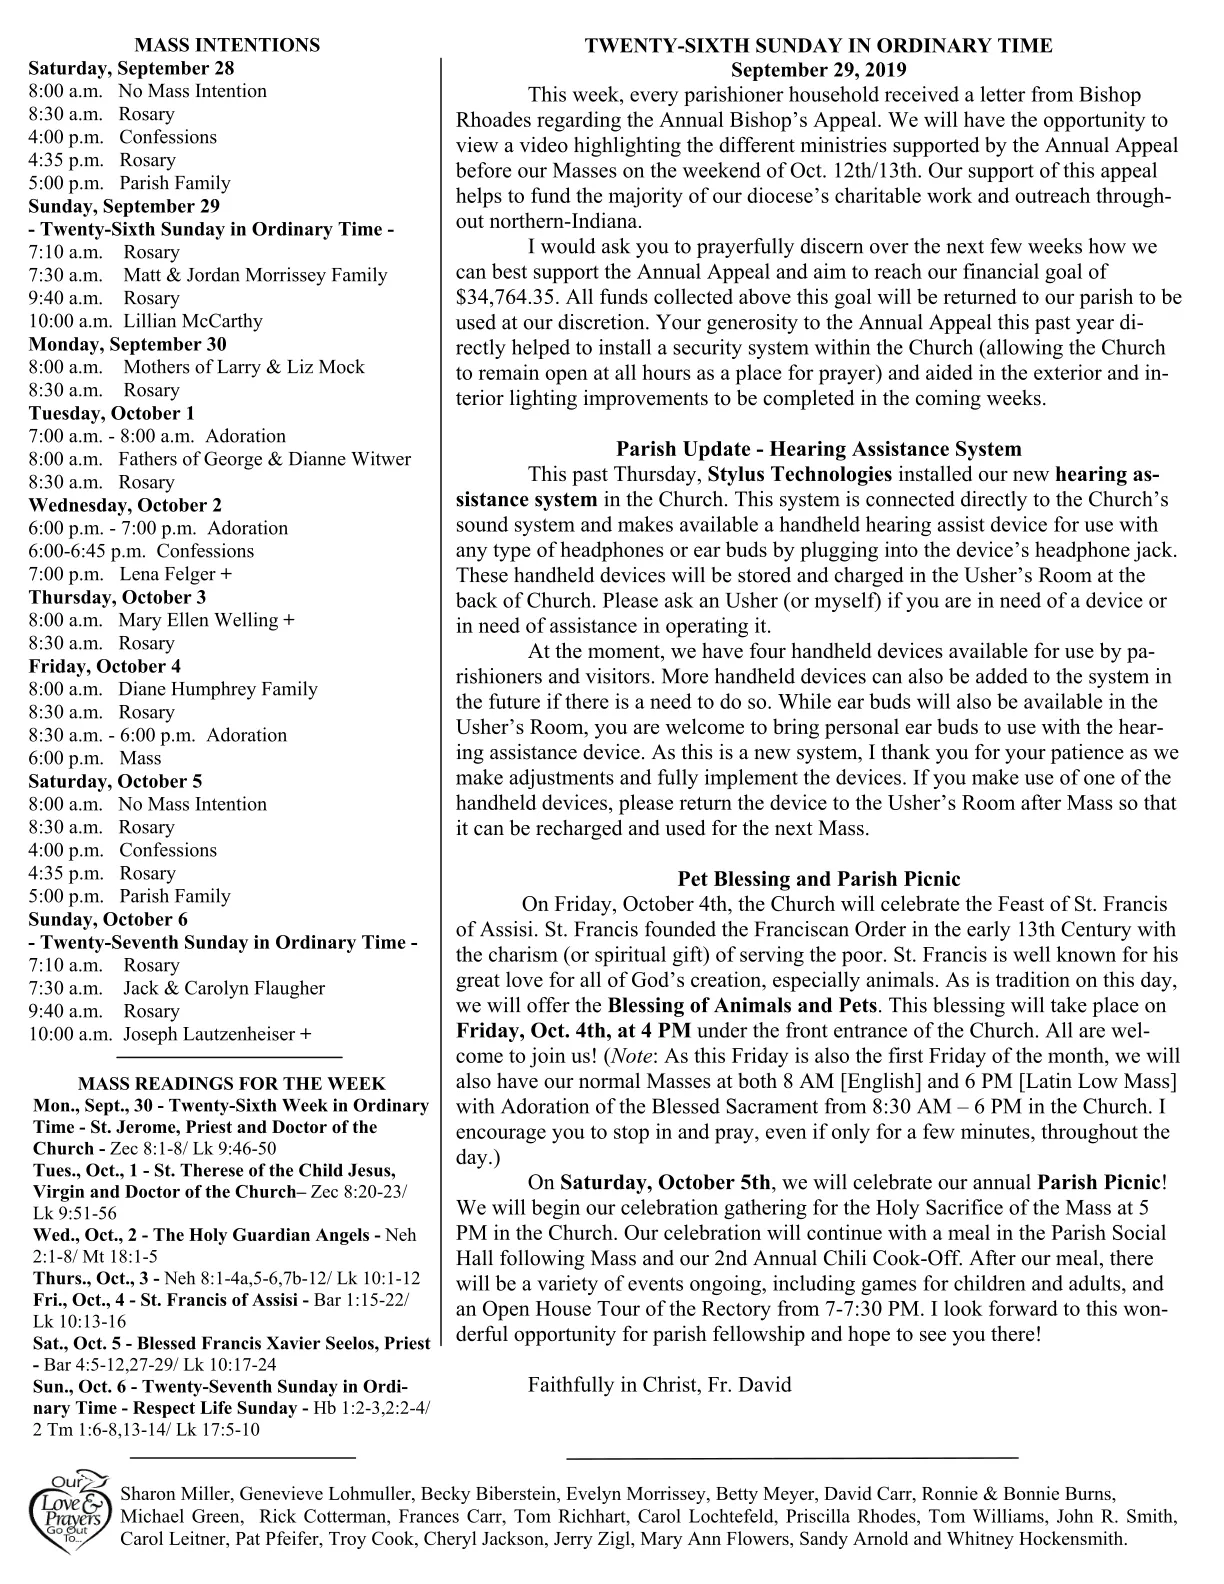 MASS INTENTIONS
Saturday, September 28
8:00 a.m. No Mass Intention
8:30 a.m. Rosary
4:00 p.m. Confessions
4:35 p.m. Rosary
5:00 p.m. Parish Family
Sunday, September 29
- Twenty-Sixth Sunday in Ordinary Time -
7:10 a.m. Rosary
7:30 a.m. Matt & Jordan Morrissey Family
9:40 a.m. Rosary
10:00 a.m. Lillian McCarthy
Monday, September 30
8:00 a.m. Mothers of Larry & Liz Mock
8:30 a.m. Rosary
Tuesday, October 1
7:00 a.m. - 8:00 a.m. Adoration
8:00 a.m. Fathers of George & Dianne Witwer
8:30 a.m. Rosary
Wednesday, October 2
6:00 p.m. - 7:00 p.m. Adoration
6:00-6:45 p.m. Confessions
7:00 p.m. Lena Felger +
Thursday, October 3
8:00 a.m. Mary Ellen Welling +
8:30 a.m. Rosary
Friday, October 4
8:00 a.m. Diane Humphrey Family
8:30 a.m. Rosary
8:30 a.m. - 6:00 p.m. Adoration
6:00 p.m. Mass
Saturday, October 5
8:00 a.m. No Mass Intention
8:30 a.m. Rosary
4:00 p.m. Confessions
4:35 p.m. Rosary
5:00 p.m. Parish Family
Sunday, October 6
- Twenty-Seventh Sunday in Ordinary Time -
7:10 a.m. Rosary
7:30 a.m. Jack & Carolyn Flaugher
9:40 a.m. Rosary
10:00 a.m. Joseph Lautzenheiser +
MASS READINGS FOR THE WEEK
Mon., Sept., 30 - Twenty-Sixth Week in Ordinary
Time - St. Jerome, Priest and Doctor of the
Church - Zec 8:1-8/ Lk 9:46-50
Tues., Oct., 1 - St. Therese of the Child Jesus,
Virgin and Doctor of the Church– Zec 8:20-23/
Lk 9:51-56
Wed., Oct., 2 - The Holy Guardian Angels - Neh
2:1-8/ Mt 18:1-5
Thurs., Oct., 3 - Neh 8:1-4a,5-6,7b-12/ Lk 10:1-12
Fri., Oct., 4 - St. Francis of Assisi - Bar 1:15-22/
Lk 10:13-16
Sat., Oct. 5 - Blessed Francis Xavier Seelos, Priest
- Bar 4:5-12,27-29/ Lk 10:17-24
Sun., Oct. 6 - Twenty-Seventh Sunday in Ordi-
nary Time - Respect Life Sunday - Hb 1:2-3,2:2-4/
2 Tm 1:6-8,13-14/ Lk 17:5-10
TWENTY-SIXTH SUNDAY IN ORDINARY TIME
September 29, 2019
This week, every parishioner household received a letter from Bishop
Rhoades regarding the Annual Bishop's Appeal. We will have the opportunity to
view a video highlighting the different ministries supported by the Annual Appeal
before our Masses on the weekend of Oct. 12th/13th. Our support of this appeal
helps to fund the majority of our diocese's charitable work and outreach through-
out northern-Indiana.
I would ask you to prayerfully discern over the next few weeks how we
can best support the Annual Appeal and aim to reach our financial goal of
$34,764.35. All funds collected above this goal will be returned to our parish to be
used at our discretion. Your generosity to the Annual Appeal this past year di-
rectly helped to install a security system within the Church (allowing the Church
to remain open at all hours as a place for prayer) and aided in the exterior and in-
terior lighting improvements to be completed in the coming weeks.
Parish Update - Hearing Assistance System
This past Thursday, Stylus Technologies installed our new hearing as-
sistance system in the Church. This system is connected directly to the Church's
sound system and makes available a handheld hearing assist device for use with
any type of headphones or ear buds by plugging into the device's headphone jack.
These handheld devices will be stored and charged in the Usher's Room at the
back of Church. Please ask an Usher (or myself) if you are in need of a device or
in need of assistance in operating it.
At the moment, we have four handheld devices available for use by pa-
rishioners and visitors. More handheld devices can also be added to the system in
the future if there is a need to do so. While ear buds will also be available in the
Usher's Room, you are welcome to bring personal ear buds to use with the hear-
ing assistance device. As this is a new system, I thank you for your patience as we
make adjustments and fully implement the devices. If you make use of one of the
handheld devices, please return the device to the Usher's Room after Mass so that
it can be recharged and used for the next Mass.
Pet Blessing and Parish Picnic
On Friday, October 4th, the Church will celebrate the Feast of St. Francis
of Assisi. St. Francis founded the Franciscan Order in the early 13th Century with
the charism (or spiritual gift) of serving the poor. St. Francis is well known for his
great love for all of God's creation, especially animals. As is tradition on this day,
we will offer the Blessing of Animals and Pets. This blessing will take place on
Friday, Oct. 4th, at 4 PM under the front entrance of the Church. All are wel-
come to join us! (Note: As this Friday is also the first Friday of the month, we will
also have our normal Masses at both 8 AM [English] and 6 PM [Latin Low Mass]
with Adoration of the Blessed Sacrament from 8:30 AM – 6 PM in the Church. I
encourage you to stop in and pray, even if only for a few minutes, throughout the
day.)
On Saturday, October 5th, we will celebrate our annual Parish Picnic!
We will begin our celebration gathering for the Holy Sacrifice of the Mass at 5
PM in the Church. Our celebration will continue with a meal in the Parish Social
Hall following Mass and our 2nd Annual Chili Cook-Off. After our meal, there
will be a variety of events ongoing, including games for children and adults, and
an Open House Tour of the Rectory from 7-7:30 PM. I look forward to this won-
derful opportunity for parish fellowship and hope to see you there!
Faithfully in Christ, Fr. David
Our
Love &
Prayers
Go Out
To...
Sharon Miller, Genevieve Lohmuller, Becky Biberstein, Evelyn Morrissey, Betty Meyer, David Carr, Ronnie & Bonnie Burns,
Michael Green, Rick Cotterman, Frances Carr, Tom Richhart, Carol Lochtefeld, Priscilla Rhodes, Tom Williams, John R. Smith,
Carol Leitner, Pat Pfeifer, Troy Cook, Cheryl Jackson, Jerry Zigl, Mary Ann Flowers, Sandy Arnold and Whitney Hockensmith.